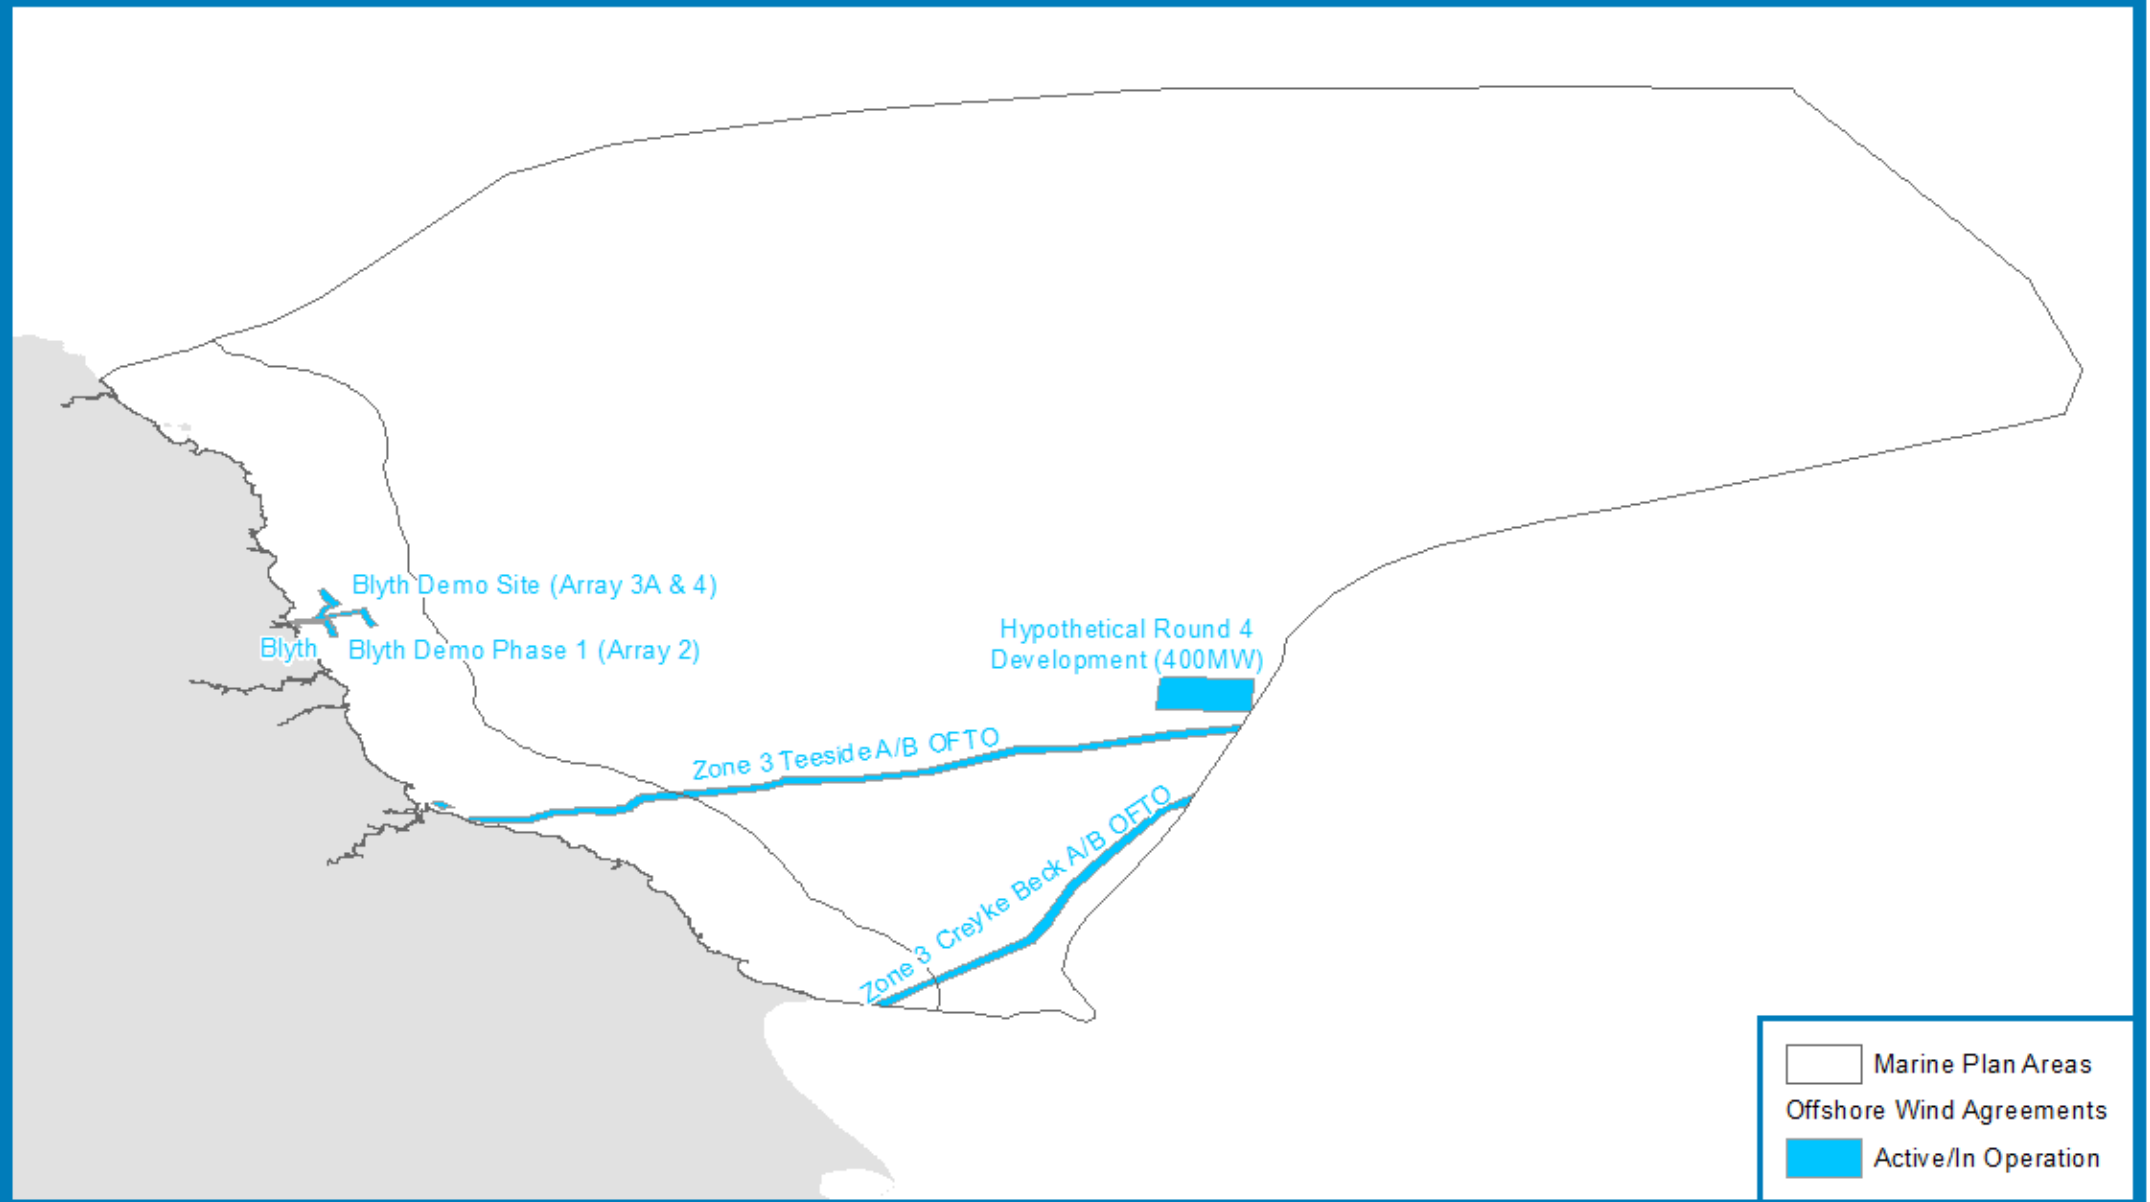 Blyth Demo Site (Array 3A & 4)
Blyth
Blyth Demo Phase 1 (Array 2)
Hypothetical Round 4
Development (400MW)
Zone 3 Teeside A/B OFTO
Zone 3 Creyke Beck A/B OFTO
Marine Plan Areas
Offshore Wind Agreements
Active/In Operation